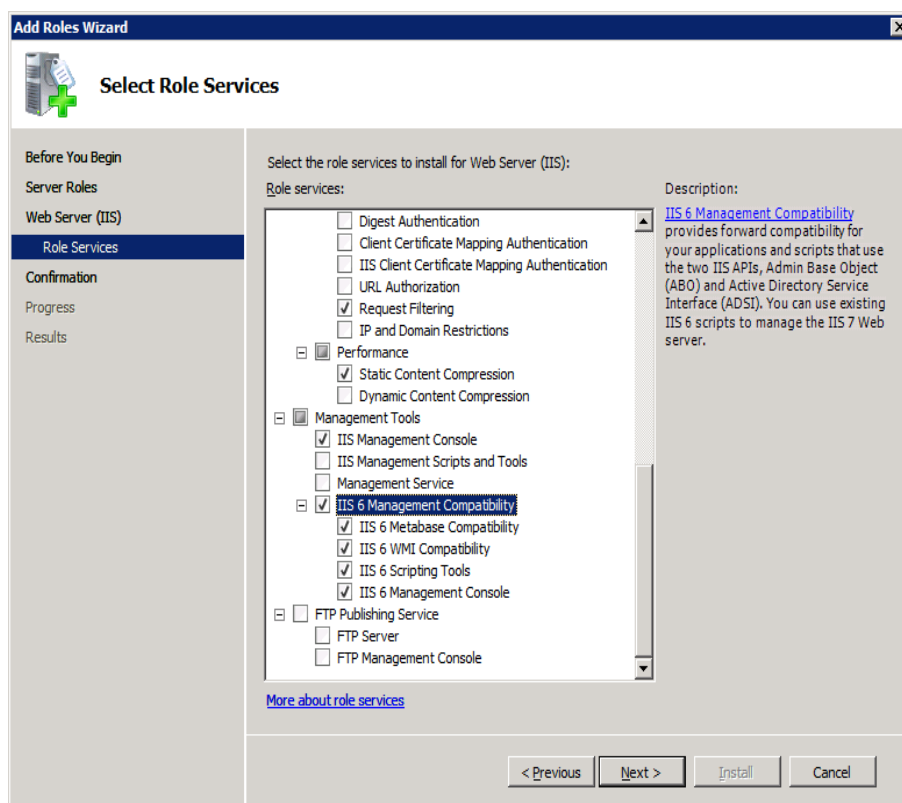 Add Roles Wizard
Select Role Services
Before You Begin
Server Roles
Web Server (IIS)
Role Services
Confirmation
Progress
Results
Select the role services to install for Web Server (IIS):
Role services:
Digest Authentication
Client Certificate Mapping Authentication
IIS Client Certificate Mapping Authentication
URL Authorization
Request Filtering
IP and Domain Restrictions
Performance
Static Content Compression
Dynamic Content Compression
Management Tools
IIS Management Console
IIS Management Scripts and Tools
Management Service
IIS 6 Management Compatibility
IIS 6 Metabase Compatibility
IIS 6 WMI Compatibility
IIS 6 Scripting Tools
IIS 6 Management Console
FTP Publishing Service
FTP Server
FTP Management Console
More about role services
Description:
IIS 6 Management Compatibility
provides forward compatibility for
your applications and scripts that use
the two IIS APIs, Admin Base Object
(ABO) and Active Directory Service
Interface (ADSI). You can use existing
IIS 6 scripts to manage the IIS 7 Web
server.
< Previous
Next >
Install
Cancel